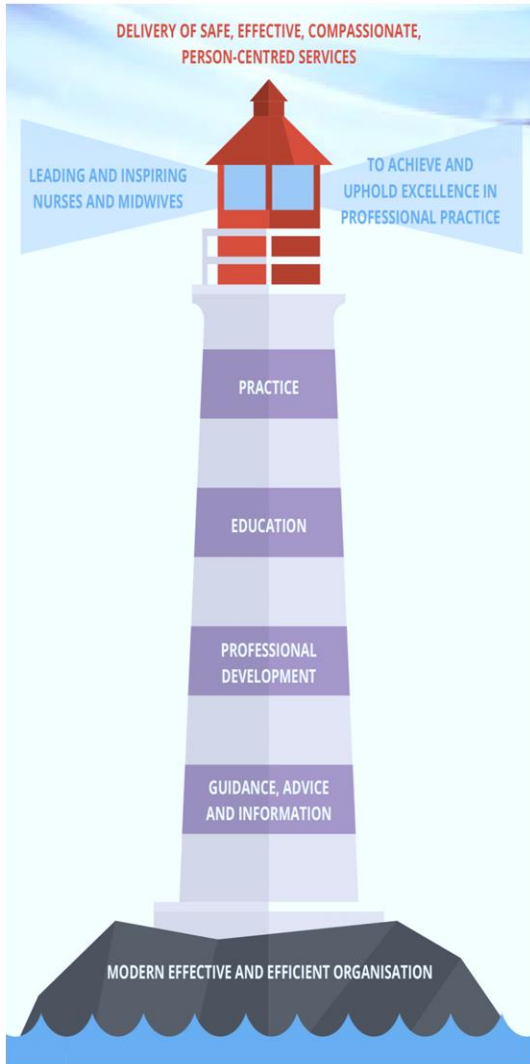 DELIVERY OF SAFE, EFFECTIVE, COMPASSIONATE,
PERSON-CENTRED SERVICES
LEADING AND INSPIRING
NURSES AND MIDWIVES
TO ACHIEVE AND
UPHOLD EXCELLENCE IN
PROFESSIONAL PRACTICE
PRACTICE
EDUCATION
PROFESSIONAL
DEVELOPMENT
GUIDANCE, ADVICE
AND INFORMATION
MODERN EFFECTIVE AND EFFICIENT ORGANISATION